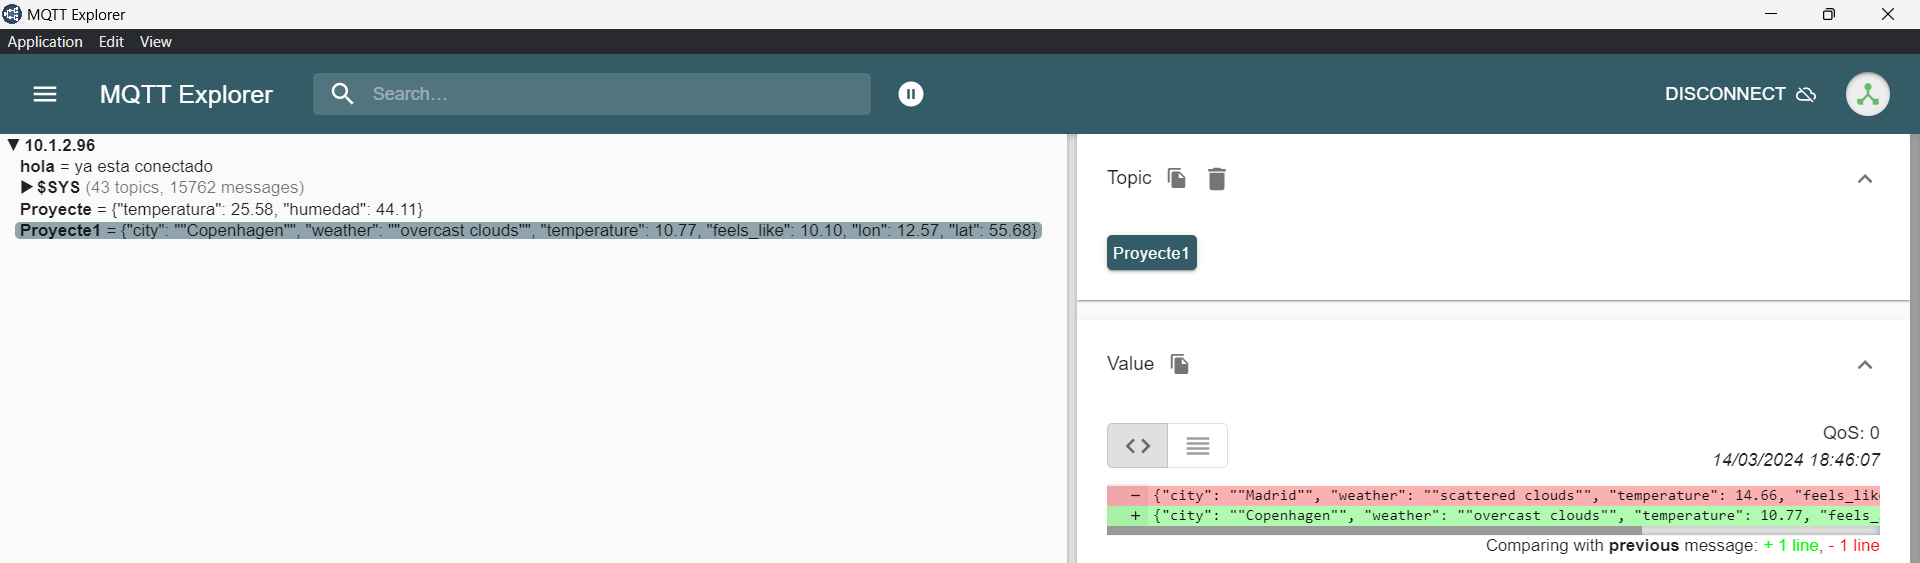 MQTT Explorer
Application Edit View
MQTT Explorer Search... DISCONNECT
▼ 10.1.2.96
hola = ya esta conectado
▶ $SYS (43 topics, 15762 messages)
Proyecte = {"temperatura": 25.58, "humedad": 44.11}
Proyecte1 = {"city": ""Copenhagen"", "weather": ""overcast clouds"", "temperature": 10.77, "feels_like": 10.10, "lon": 12.57, "lat": 55.68}
Topic
Proyecte1
Value
QoS: 0
14/03/2024 18:46:07
- {"city": ""Madrid"", "weather": ""scattered clouds"", "temperature": 14.66, "feels_lik
+ {"city": ""Copenhagen"", "weather": ""overcast clouds"", "temperature": 10.77, "feels_
Comparing with previous message: + 1 line, - 1 line